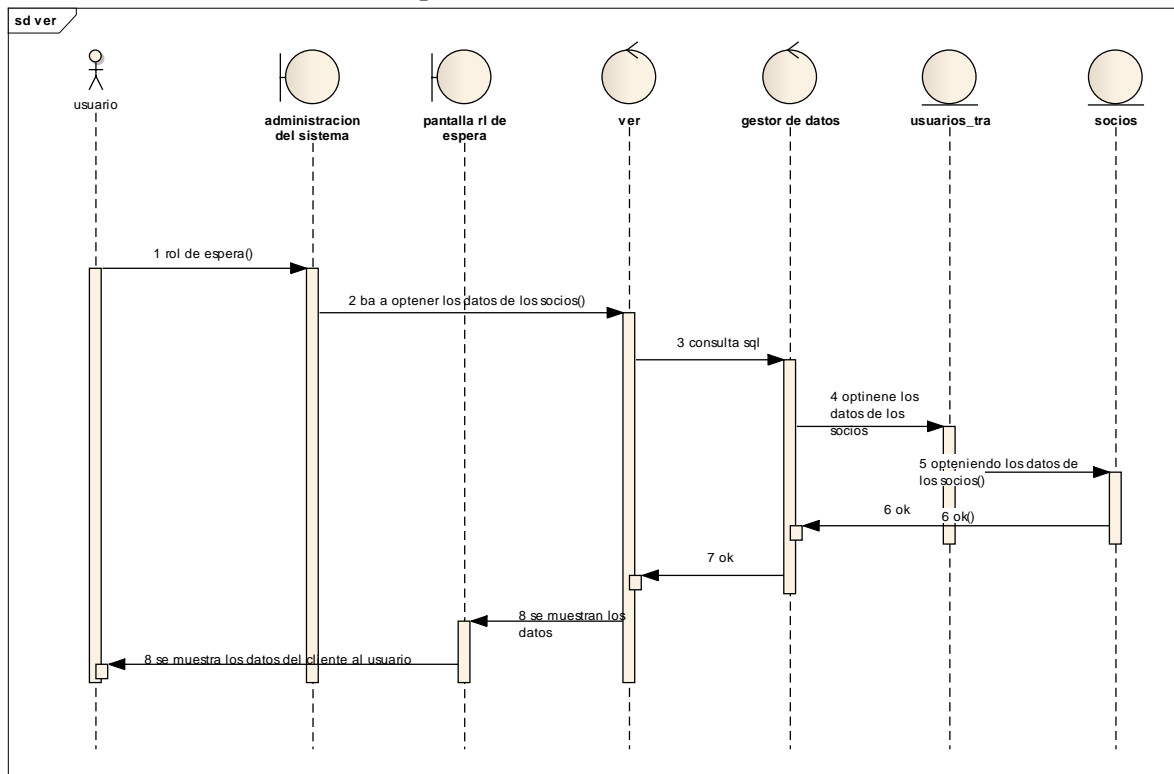 sd ver
usuario
administracion
del sistema
pantalla rl de
espera
ver
gestor de datos
usuarios_tra
socios
1 rol de espera()
2 ba a optener los datos de los socios()
3 consulta sql
4 optinene los
datos de los
socios
5 opteniendo los datos de
los socios()
6 ok
6 ok()
7 ok
8 se muestran los
datos
8 se muestra los datos del cliente al usuario